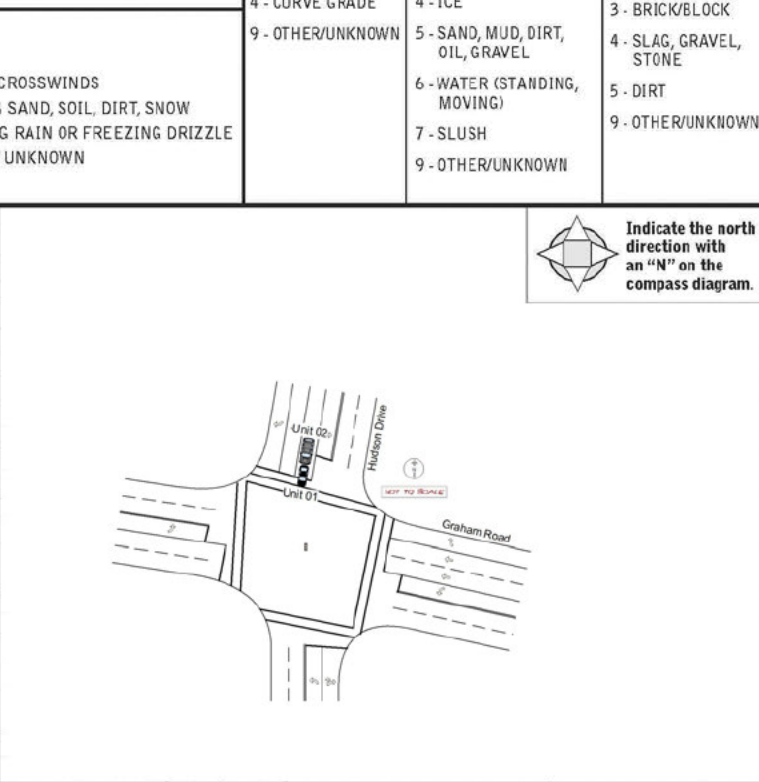 4 - CURVE GRADE
9 - OTHER/UNKNOWN
4 - ICE
5 - SAND, MUD, DIRT,
OIL, GRAVEL
6 - WATER (STANDING,
MOVING)
7 - SLUSH
9 - OTHER/UNKNOWN
3 - BRICK/BLOCK
4 - SLAG, GRAVEL,
STONE
5 - DIRT
9 - OTHER/UNKNOWN
CROSSWINDS
SAND, SOIL, DIRT, SNOW
G RAIN OR FREEZING DRIZZLE
UNKNOWN
Indicate the north
direction with
an “N” on the
compass diagram.
Unit 02
Unit 01
Hudson Drive
NOT TO SCALE
Graham Road